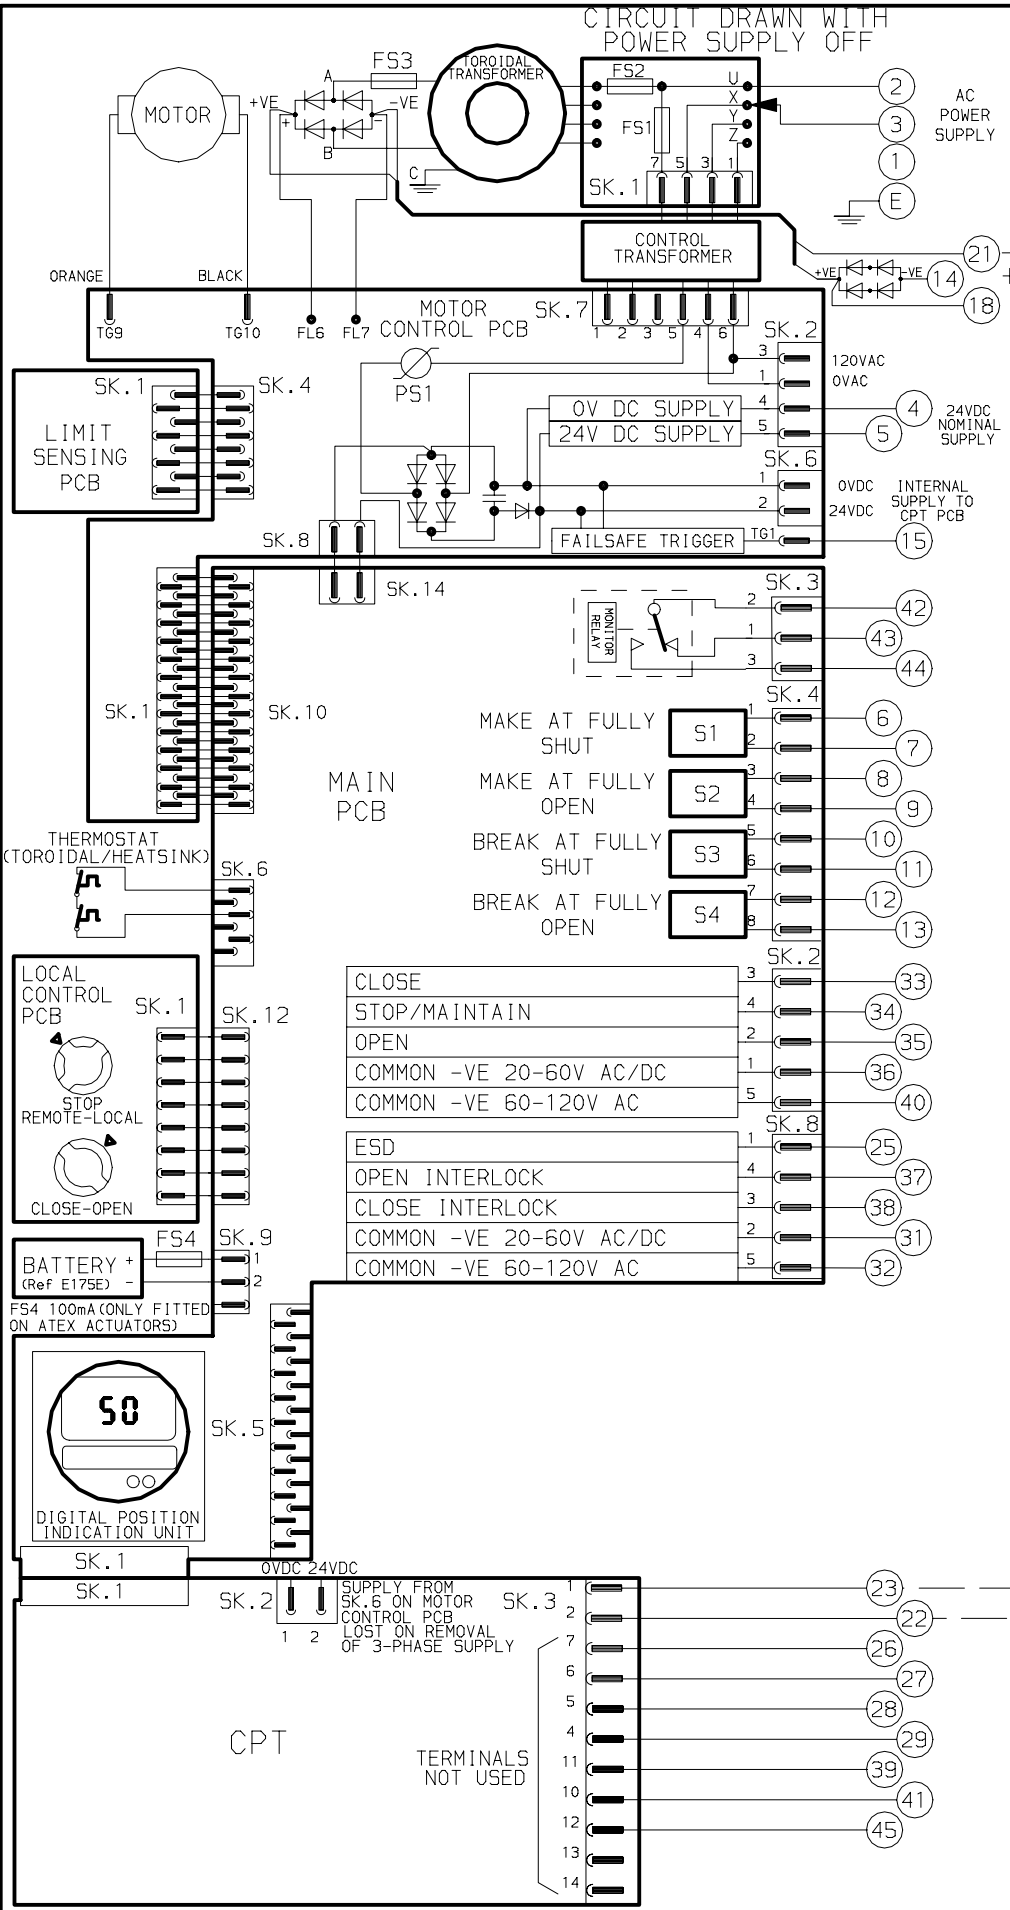 CIRCUIT DRAWN WITH
POWER SUPPLY OFF
MOTOR
FS3
A
+VE
-VE
+
-
B
C
TOROIDAL
TRANSFORMER
FS2
FS1
U
X
Y
Z
7 5 3 1
SK.1
2
3
1
E
AC
POWER
SUPPLY
CONTROL
TRANSFORMER
21
+VE
-VE
14
18
ORANGE
BLACK
TG9
TG10
FL6
FL7
MOTOR
CONTROL PCB
SK.7
1 2 3 5 4 6
SK.2
3
120VAC
1
0VAC
PS1
0V DC SUPPLY
4
4
24V DC SUPPLY
5
5
24VDC
NOMINAL
SUPPLY
SK.6
1
0VDC
2
24VDC
INTERNAL
SUPPLY TO
CPT PCB
FAILSAFE TRIGGER
TG1
15
SK.1
SK.4
LIMIT
SENSING
PCB
SK.8
SK.14
SK.1
SK.10
MAIN
PCB
MONITOR
RELAY
SK.3
2
42
1
43
3
44
SK.4
MAKE AT FULLY
SHUT
S1
1
6
2
7
MAKE AT FULLY
OPEN
S2
3
8
4
9
BREAK AT FULLY
SHUT
S3
5
10
6
11
BREAK AT FULLY
OPEN
S4
7
12
8
13
THERMOSTAT
(TOROIDAL/HEATSINK)
SK.6
LOCAL
CONTROL
PCB
SK.1
SK.12
STOP
REMOTE-LOCAL
CLOSE-OPEN
SK.2
CLOSE
3
33
STOP/MAINTAIN
4
34
OPEN
2
35
COMMON -VE 20-60V AC/DC
1
36
COMMON -VE 60-120V AC
5
40
SK.8
ESD
1
25
OPEN INTERLOCK
4
37
CLOSE INTERLOCK
3
38
COMMON -VE 20-60V AC/DC
2
31
COMMON -VE 60-120V AC
5
32
BATTERY
(Ref E175E)
+
-
FS4
SK.9
1
2
FS4 100mA(ONLY FITTED
ON ATEX ACTUATORS)
50
DIGITAL POSITION
INDICATION UNIT
SK.5
SK.1
SK.1
0VDC 24VDC
SK.2
1 2
SUPPLY FROM
SK.6 ON MOTOR
CONTROL PCB
LOST ON REMOVAL
OF 3-PHASE SUPPLY
SK.3
1
23
2
22
7
26
6
27
5
28
4
29
11
39
10
41
12
45
13
14
CPT
TERMINALS
NOT USED